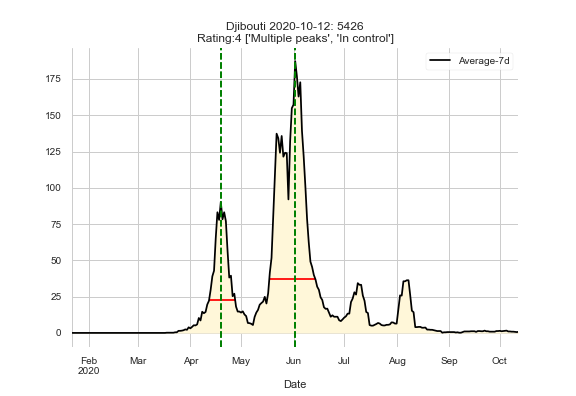 Djibouti 2020-10-12: 5426
Rating:4 ['Multiple peaks', 'In control']
Average-7d
175
150
125
100
75
50
25
0
Feb
2020
Mar
Apr
May
Jun
Jul
Aug
Sep
Oct
Date